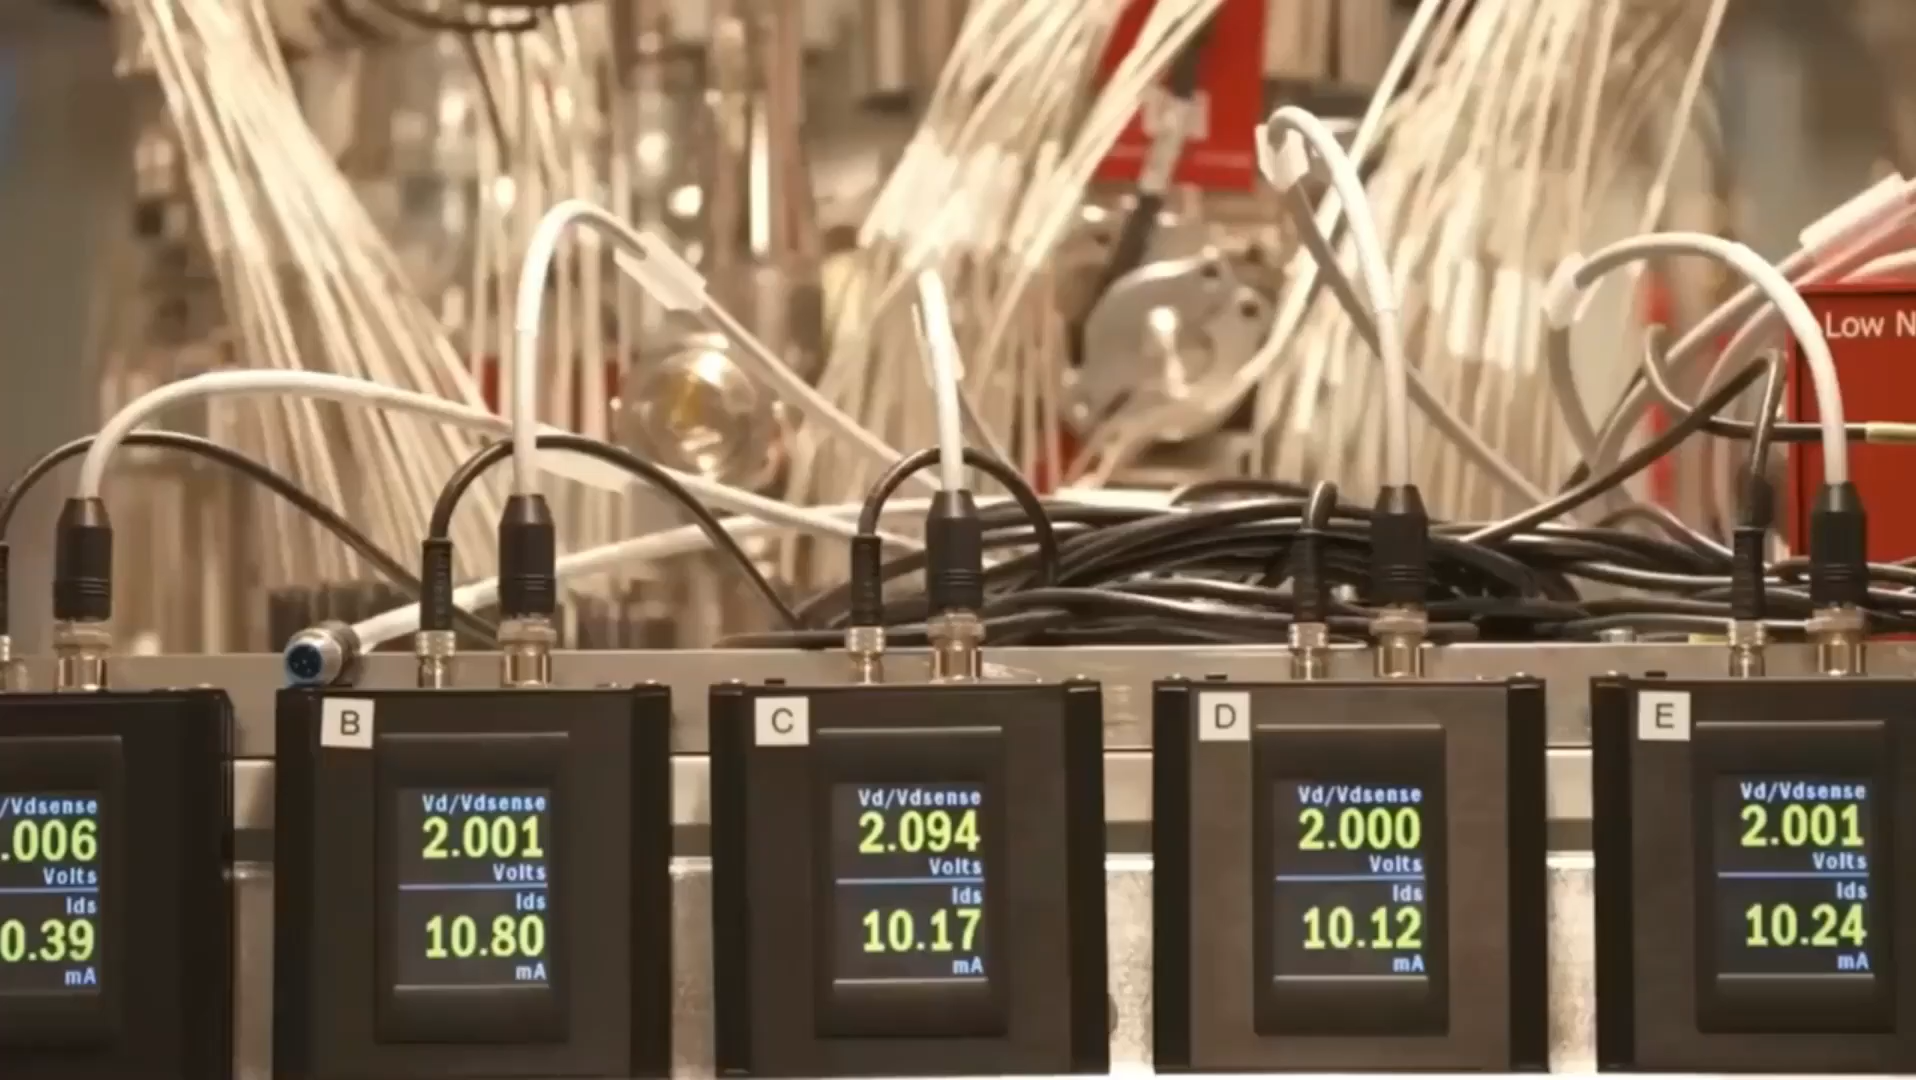 Low N
B
C
D
E
/Vdsense
.006
Volts
Ids
0.39
mA
Vd/Vdsense
2.001
Volts
Ids
10.80
mA
Vd/Vdsense
2.094
Volts
Ids
10.17
mA
Vd/Vdsense
2.000
Volts
Ids
10.12
mA
Vd/Vdsense
2.001
Volts
Ids
10.24
mA